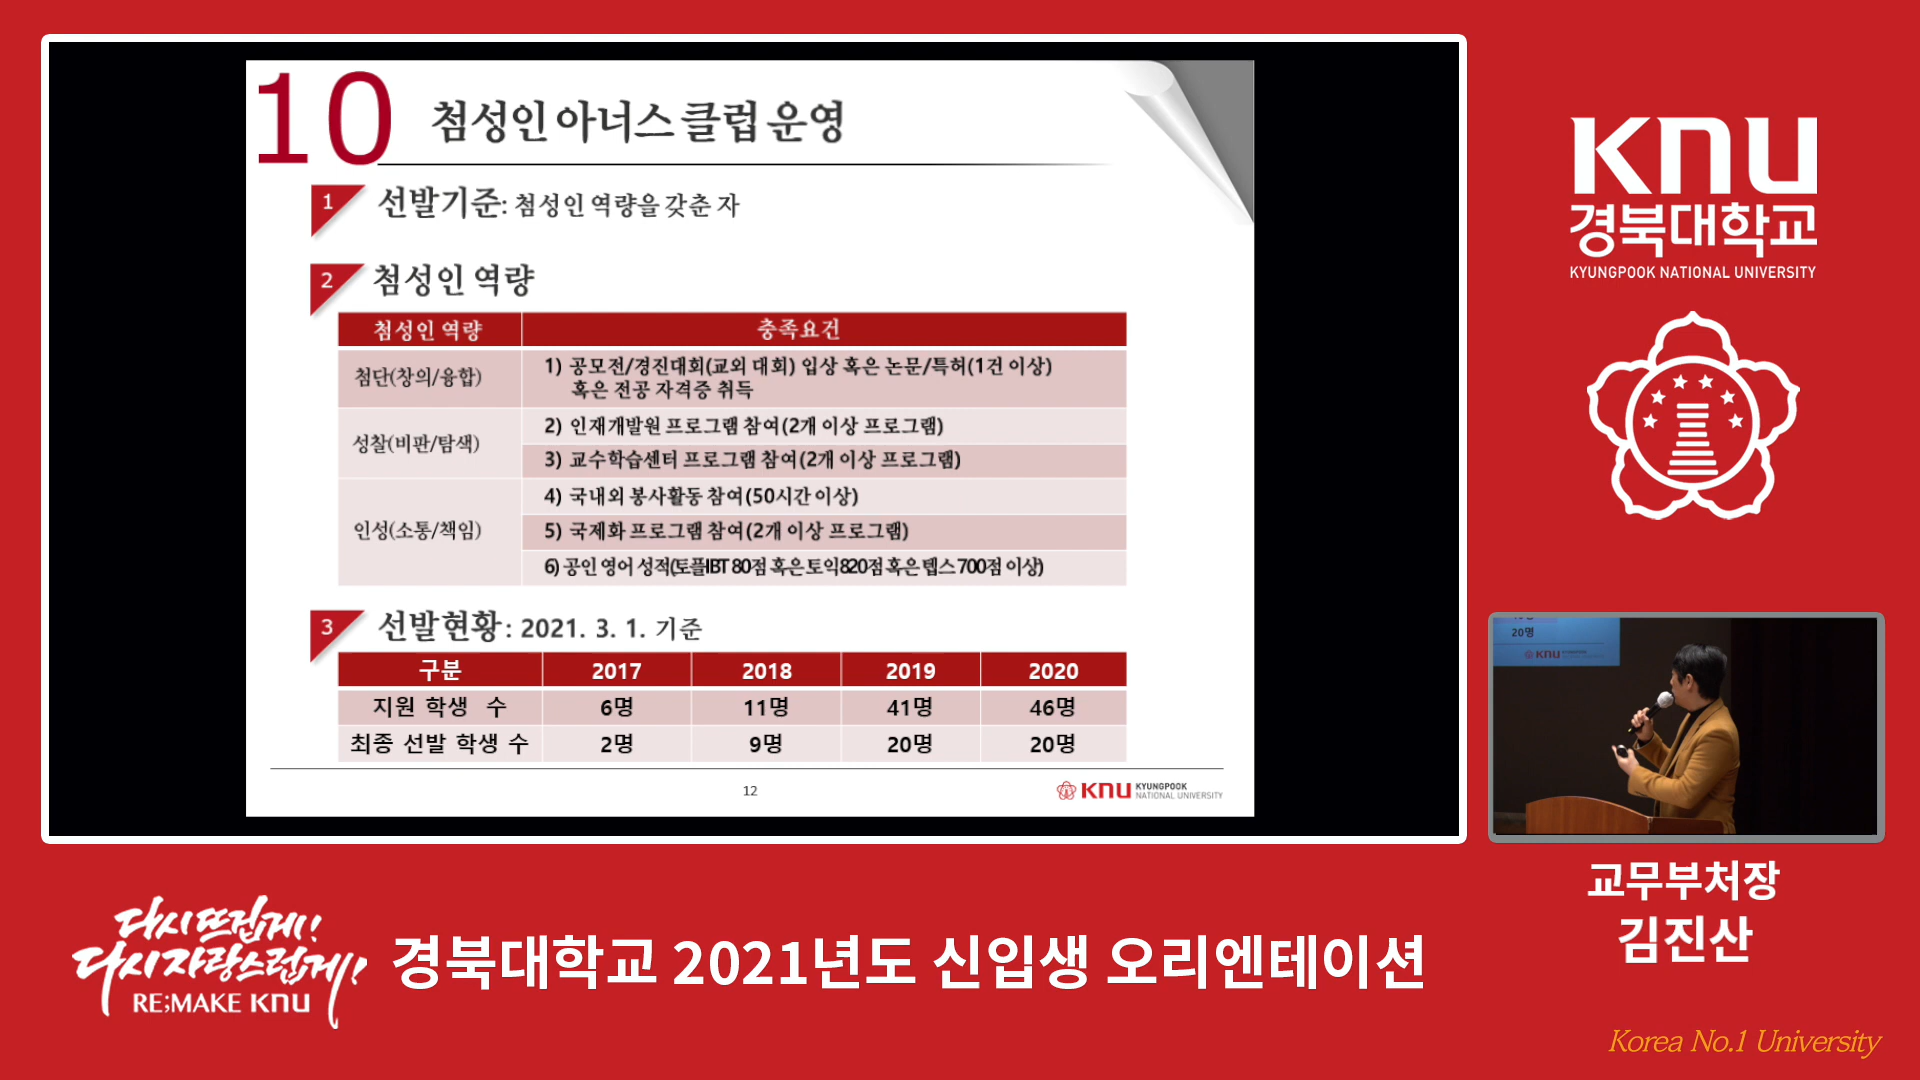 10 첨성인 아너스 클럽 운영
1 선발기준: 첨성인 역량을 갖춘 자
2 첨성인 역량
첨성인 역량 충족요건
첨단(창의/융합) 1) 공모전/경진대회(교외 대회) 입상 혹은 논문/특허(1건 이상)
혹은 전공 자격증 취득
성찰(비판/탐색) 2) 인재개발원 프로그램 참여(2개 이상 프로그램)
3) 교수학습센터 프로그램 참여(2개 이상 프로그램)
인성(소통/책임) 4) 국내외 봉사활동 참여(50시간 이상)
5) 국제화 프로그램 참여(2개 이상 프로그램)
6) 공인 영어 성적(토플IBT 80점 혹은 토익820점 혹은 텝스 700점 이상)
3 선발현황: 2021. 3. 1. 기준
구분 2017 2018 2019 2020
지원 학생 수 6명 11명 41명 46명
최종 선발 학생 수 2명 9명 20명 20명
12
KNU KYUNGPOOK
NATIONAL UNIVERSITY
KNU
경북대학교
KYUNGPOOK NATIONAL UNIVERSITY
20명
KNU
교무부처장
김진산
다시 뜨겁게!
다시 자랑스럽게!
RE;MAKE KNU
경북대학교 2021년도 신입생 오리엔테이션
Korea No.1 University